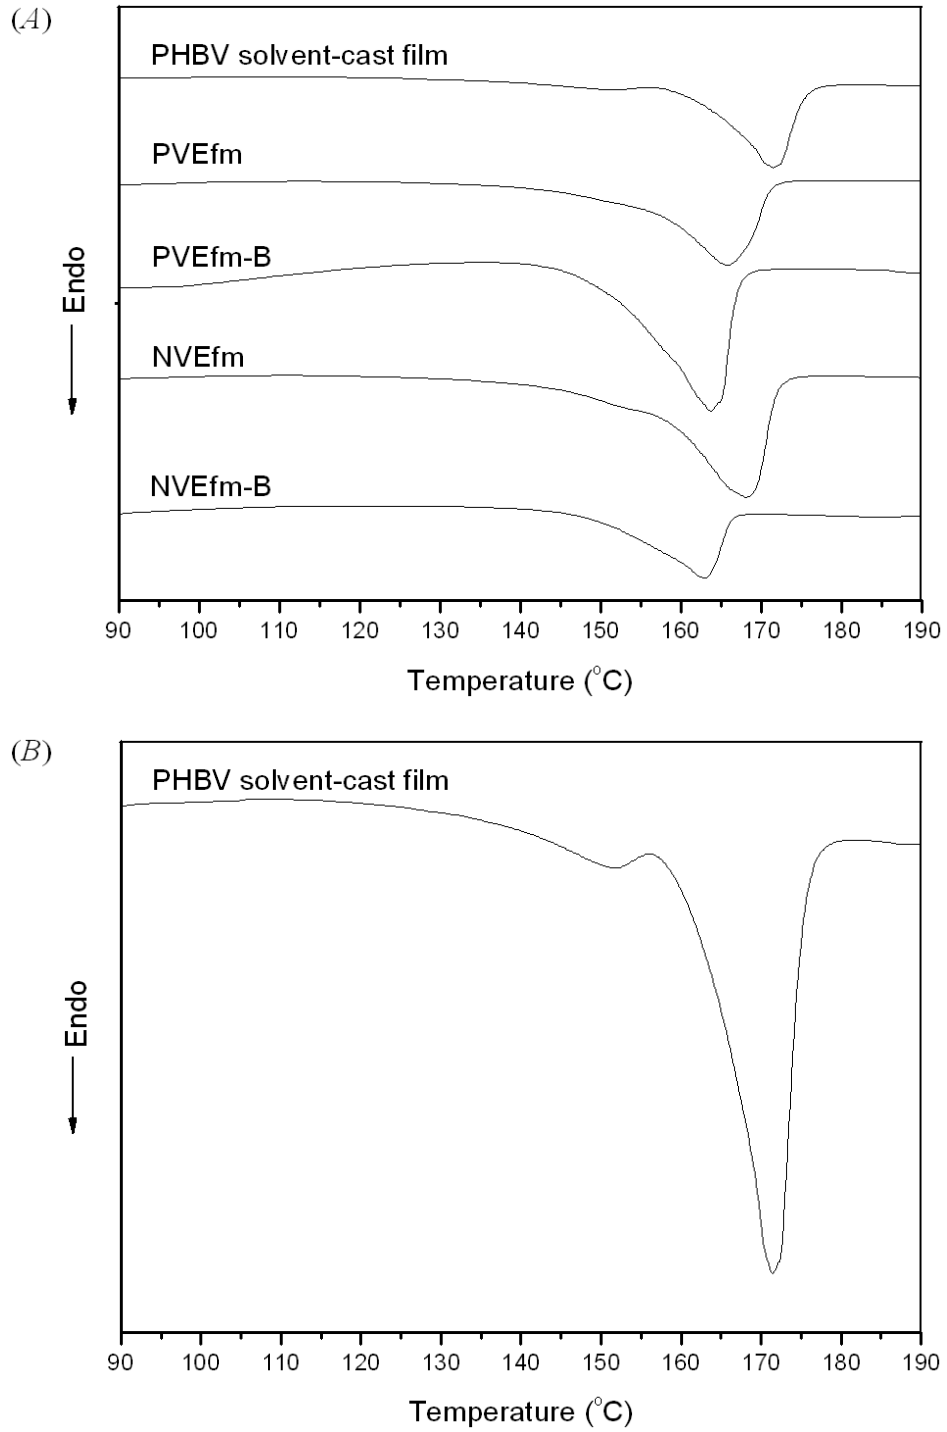 (A)
PHBV solvent-cast film
PVEfm
PVEfm-B
Endo
NVEfm
NVEfm-B
90 100 110 120 130 140 150 160 170 180 190
Temperature (°C)
(B)
PHBV solvent-cast film
Endo
90 100 110 120 130 140 150 160 170 180 190
Temperature (°C)